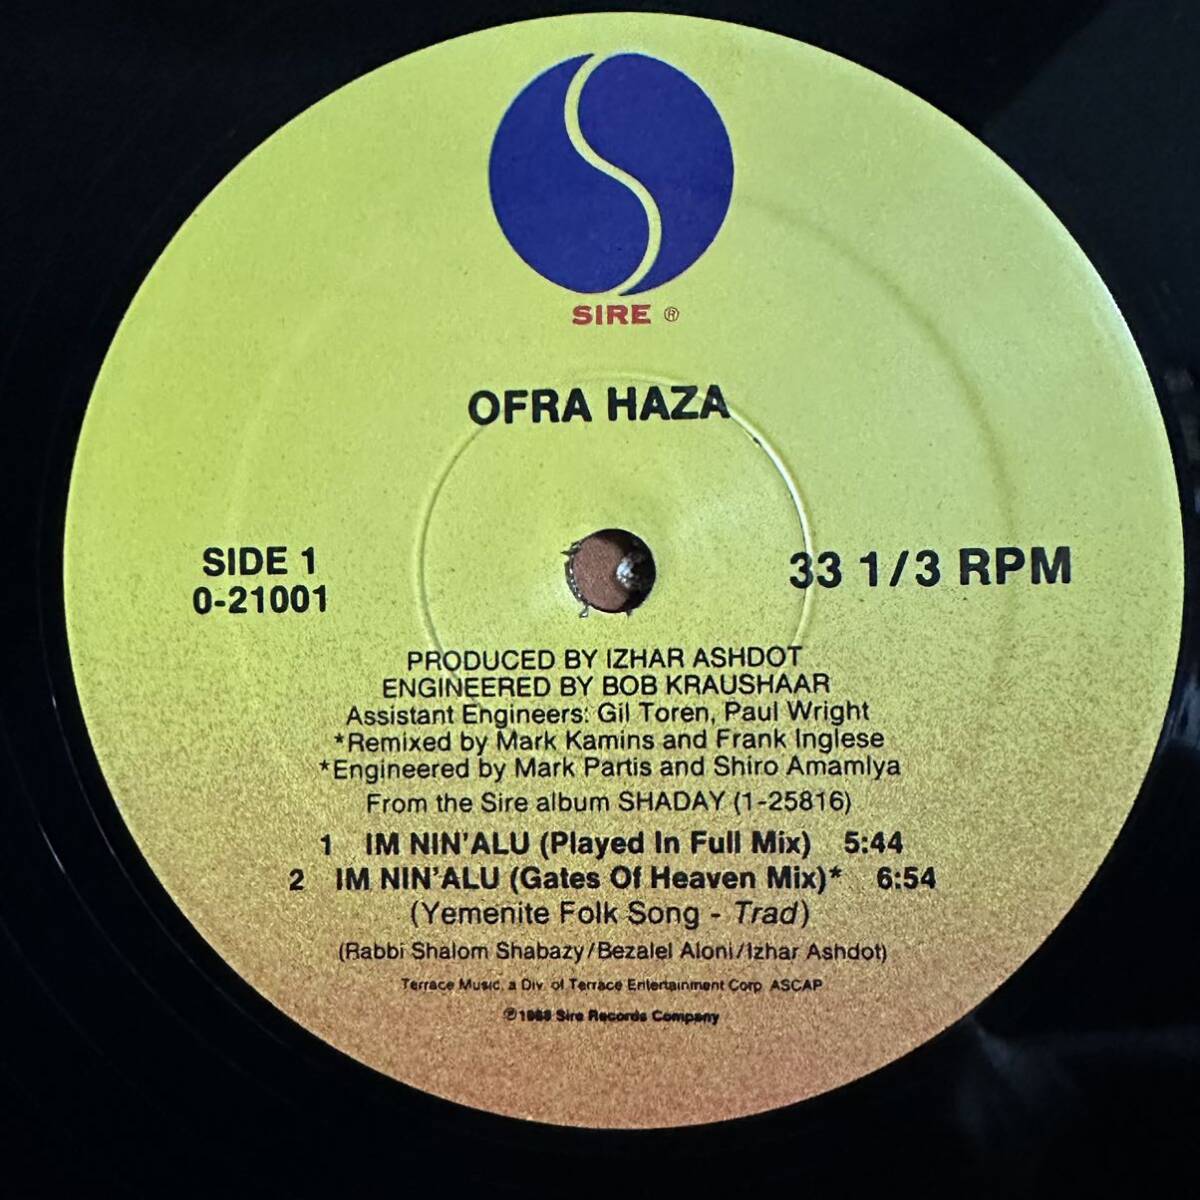 SIRE ®
OFRA HAZA
SIDE 1
0-21001
33 1/3 RPM
PRODUCED BY IZHAR ASHDOT
ENGINEERED BY BOB KRAUSHAAR
Assistant Engineers: Gil Toren, Paul Wright
*Remixed by Mark Kamins and Frank Inglese
*Engineered by Mark Partis and Shiro Amamlya
From the Sire album SHADAY (1-25816)
1 IM NIN'ALU (Played In Full Mix) 5:44
2 IM NIN'ALU (Gates Of Heaven Mix)* 6:54
(Yemenite Folk Song - Trad)
(Rabbi Shalom Shabazy/Bezalel Aloni/Izhar Ashdot)
Terrace Music, a Div. of Terrace Entertainment Corp. ASCAP
℗1988 Sire Records Company